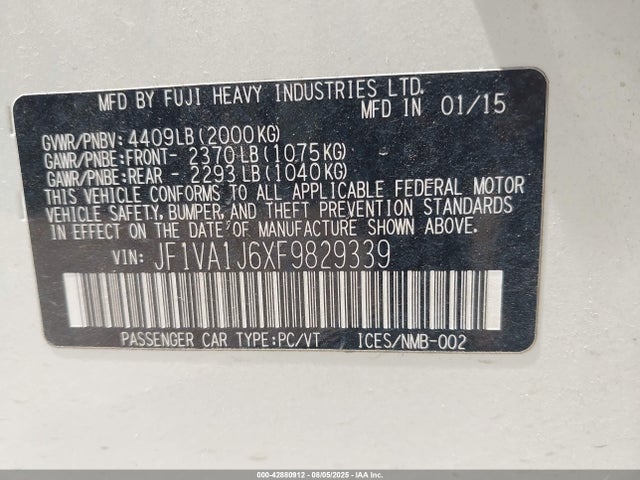 MFD BY FUJI HEAVY INDUSTRIES LTD.
MFD IN 01/15
GVWR/PNBV: 4409LB(2000KG)
GAWR/PNBE:FRONT- 2370LB(1075KG)
GAWR/PNBE:REAR - 2293LB(1040KG)
THIS VEHICLE CONFORMS TO ALL APPLICABLE FEDERAL MOTOR
VEHICLE SAFETY, BUMPER, AND THEFT PREVENTION STANDARDS
IN EFFECT ON THE DATE OF MANUFACTURE SHOWN ABOVE.
VIN: JF1VA1J6XF9829339
PASSENGER CAR TYPE:PC/VT ICES/NMB-002
000-42880912 - 08/05/2025 - IAA Inc.